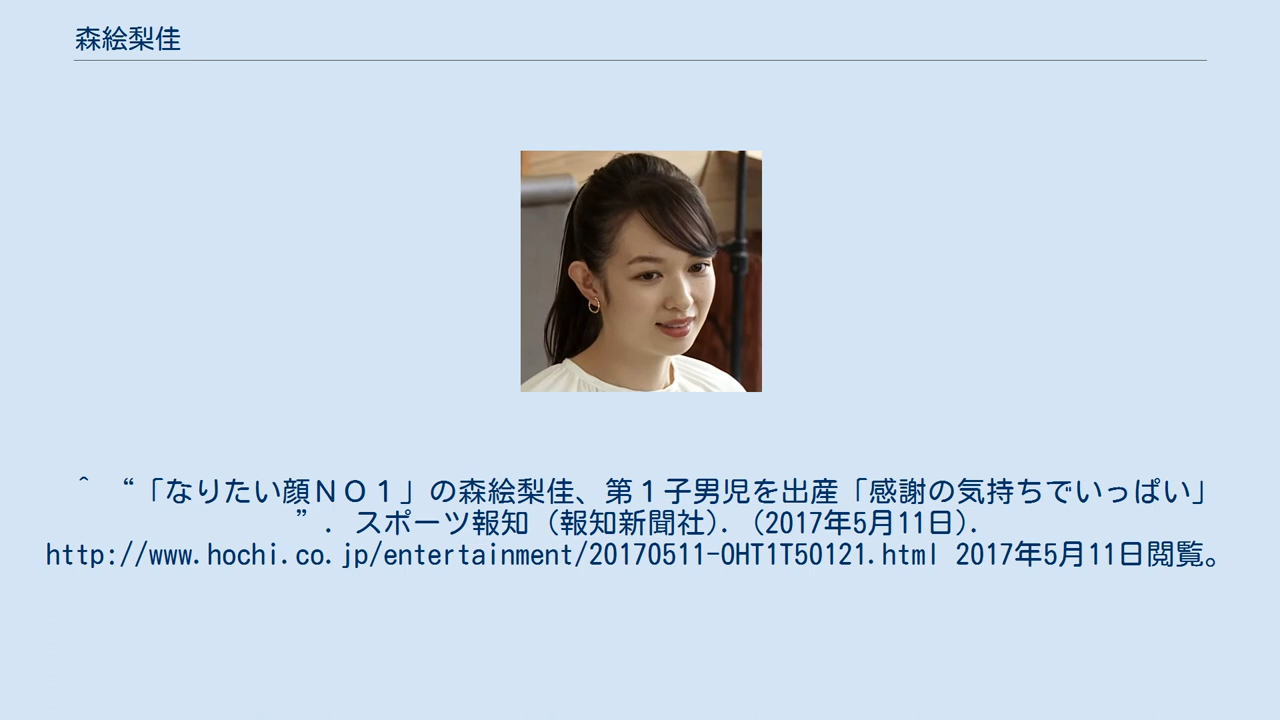 森絵梨佳
^ “「なりたい顔ＮＯ１」の森絵梨佳、第１子男児を出産「感謝の気持ちでいっぱい」
”. スポーツ報知 (報知新聞社). (2017年5月11日).
http://www.hochi.co.jp/entertainment/20170511-OHT1T50121.html 2017年5月11日閲覧。